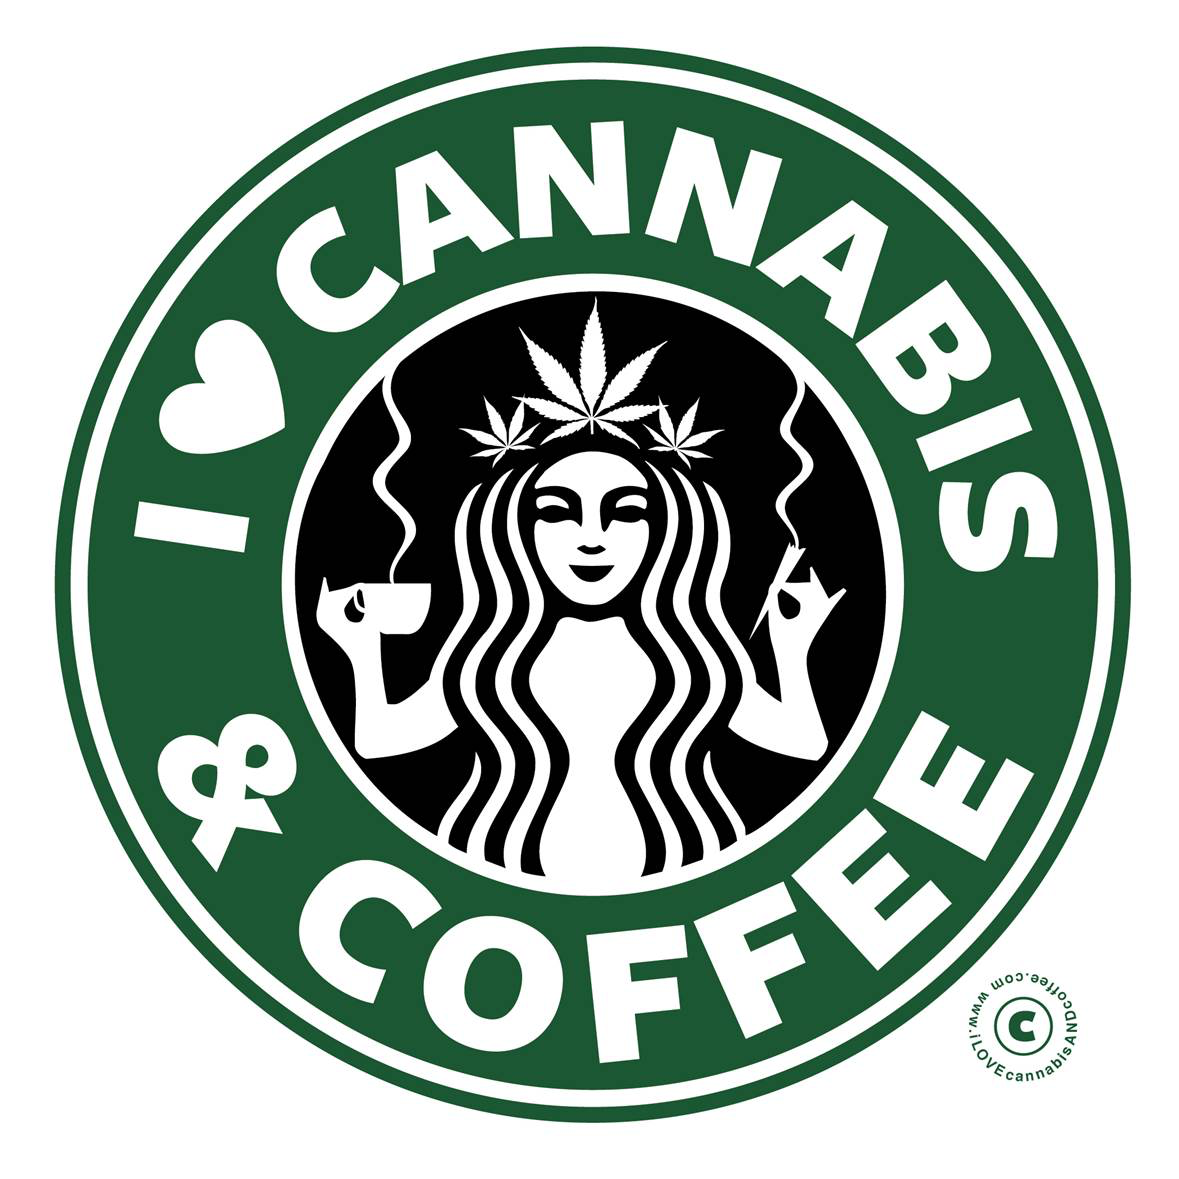 I ♥ CANNABIS
& COFFEE
www.iLOVEcannabisANDcoffee.com
C